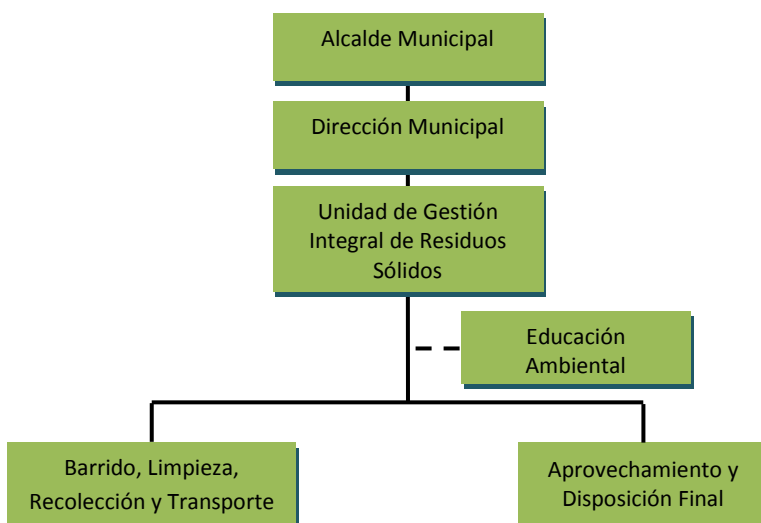 Alcalde Municipal
Dirección Municipal
Unidad de Gestión
Integral de Residuos
Sólidos
Educación
Ambiental
Barrido, Limpieza,
Recolección y Transporte
Aprovechamiento y
Disposición Final